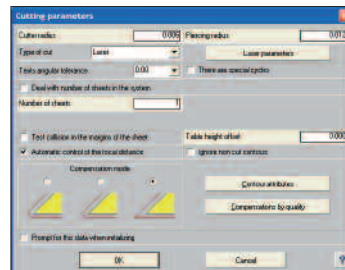 Cutting parameters
Cutter radius 0.006 Piercing radius 0.012
Type of cut Laser Laser parameters
Tests angular tolerance 0.00 There are special cycles
Deal with number of sheets in the system
Number of sheets 1
Test collision in the margins of the sheet Table height offset 0.000
Automatic control of the focal distance Ignore non cut contours
Compensation mode
Contour attributes
Compensations by quality
Prompt for this data when initializing
OK Cancel ?